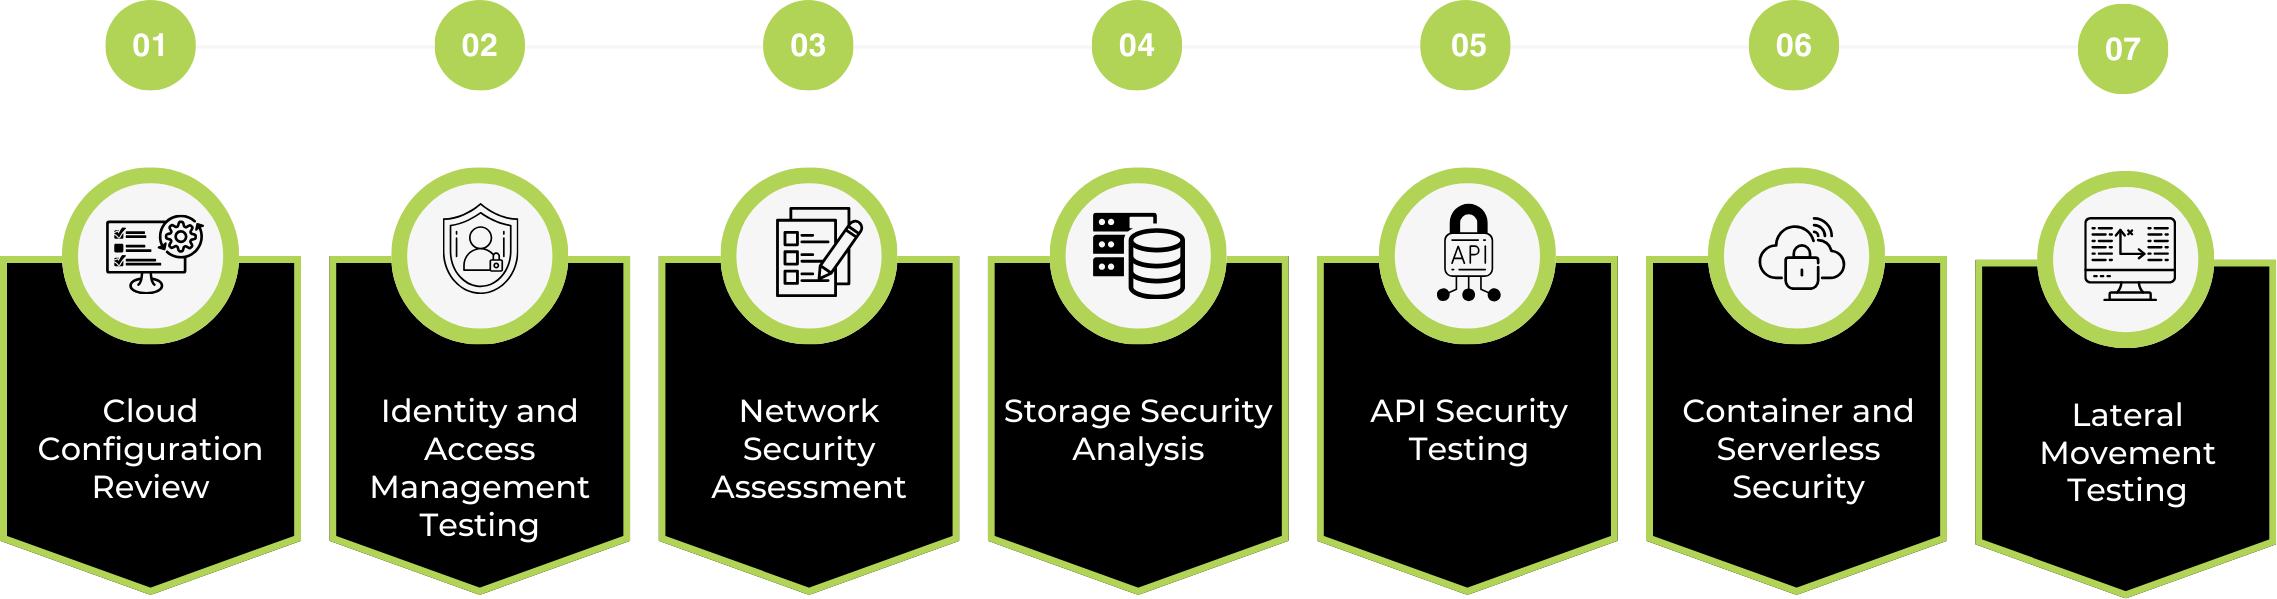 01
02
03
04
05
06
07
API
Cloud
Configuration
Review
Identity and
Access
Management
Testing
Network
Security
Assessment
Storage Security
Analysis
API Security
Testing
Container and
Serverless
Security
Lateral
Movement
Testing